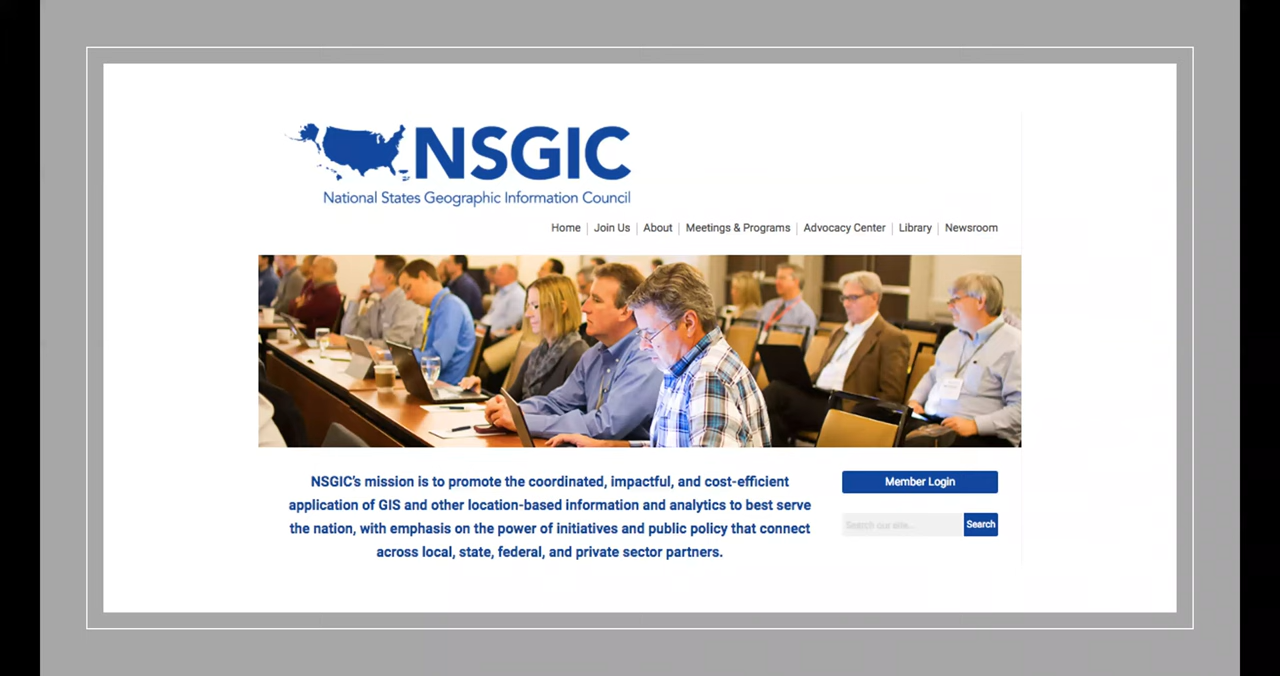 NSGIC
National States Geographic Information Council
Home | Join Us | About | Meetings & Programs | Advocacy Center | Library | Newsroom
NSGIC's mission is to promote the coordinated, impactful, and cost-efficient
application of GIS and other location-based information and analytics to best serve
the nation, with emphasis on the power of initiatives and public policy that connect
across local, state, federal, and private sector partners.
Member Login
Search our site...
Search